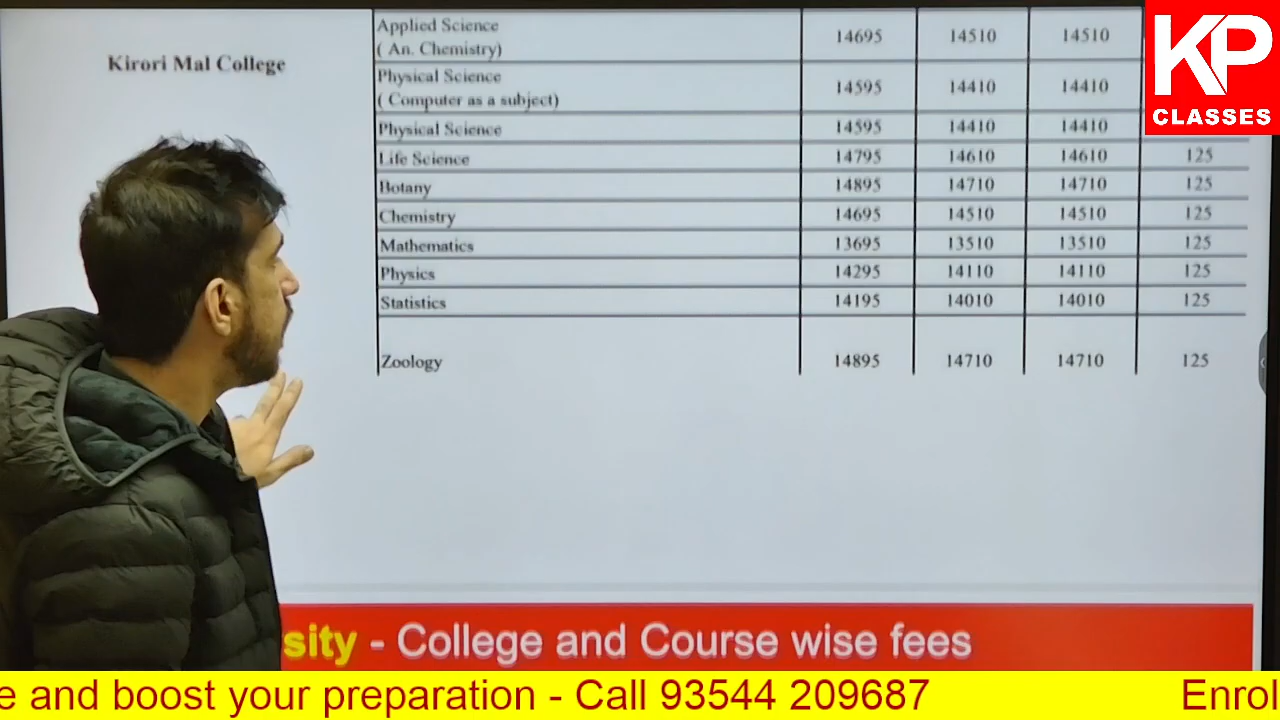 KP
CLASSES
Kirori Mal College
Applied Science
( An. Chemistry) 14695 14510 14510
Physical Science
( Computer as a subject) 14595 14410 14410
Physical Science 14595 14410 14410
Life Science 14795 14610 14610 125
Botany 14895 14710 14710 125
Chemistry 14695 14510 14510 125
Mathematics 13695 13510 13510 125
Physics 14295 14110 14110 125
Statistics 14195 14010 14010 125
Zoology 14895 14710 14710 125
sity - College and Course wise fees
e and boost your preparation - Call 93544 209687 Enrol